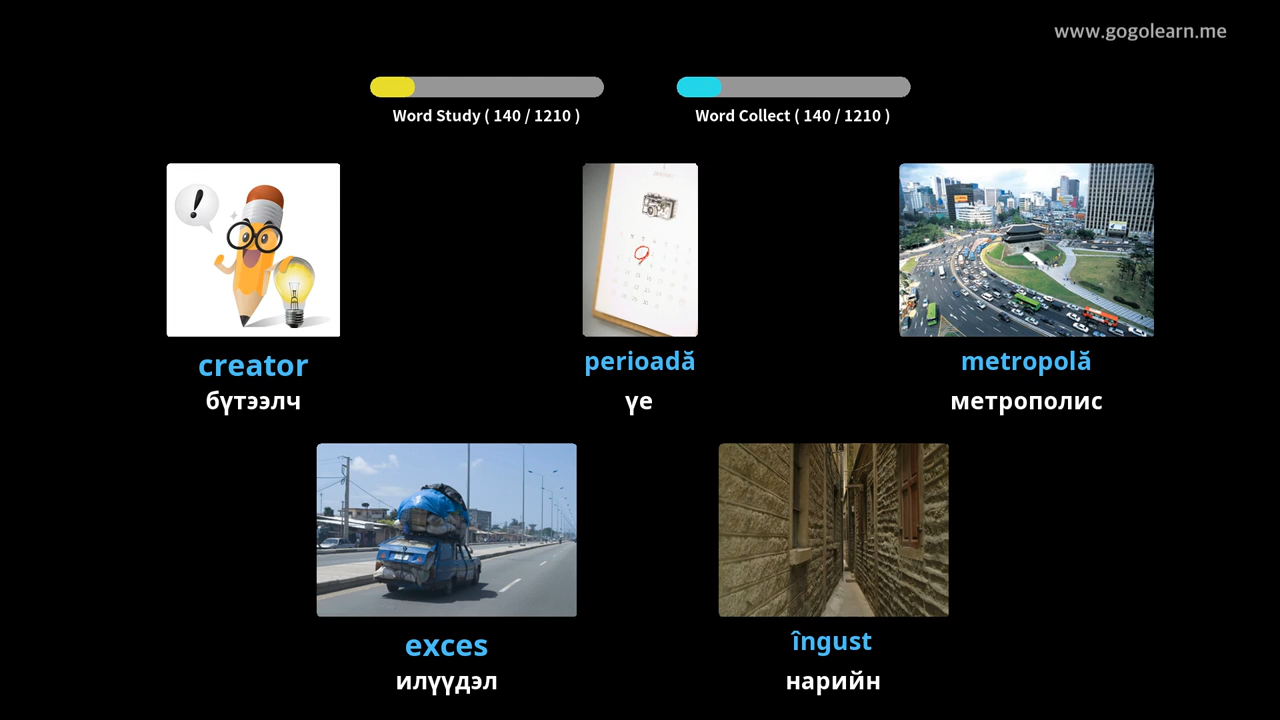 www.gogolearn.me
Word Study ( 140 / 1210 )
Word Collect ( 140 / 1210 )
!
creator
бүтээлч
perioadă
үе
metropolă
метрополис
exces
илүүдэл
îngust
нарийн